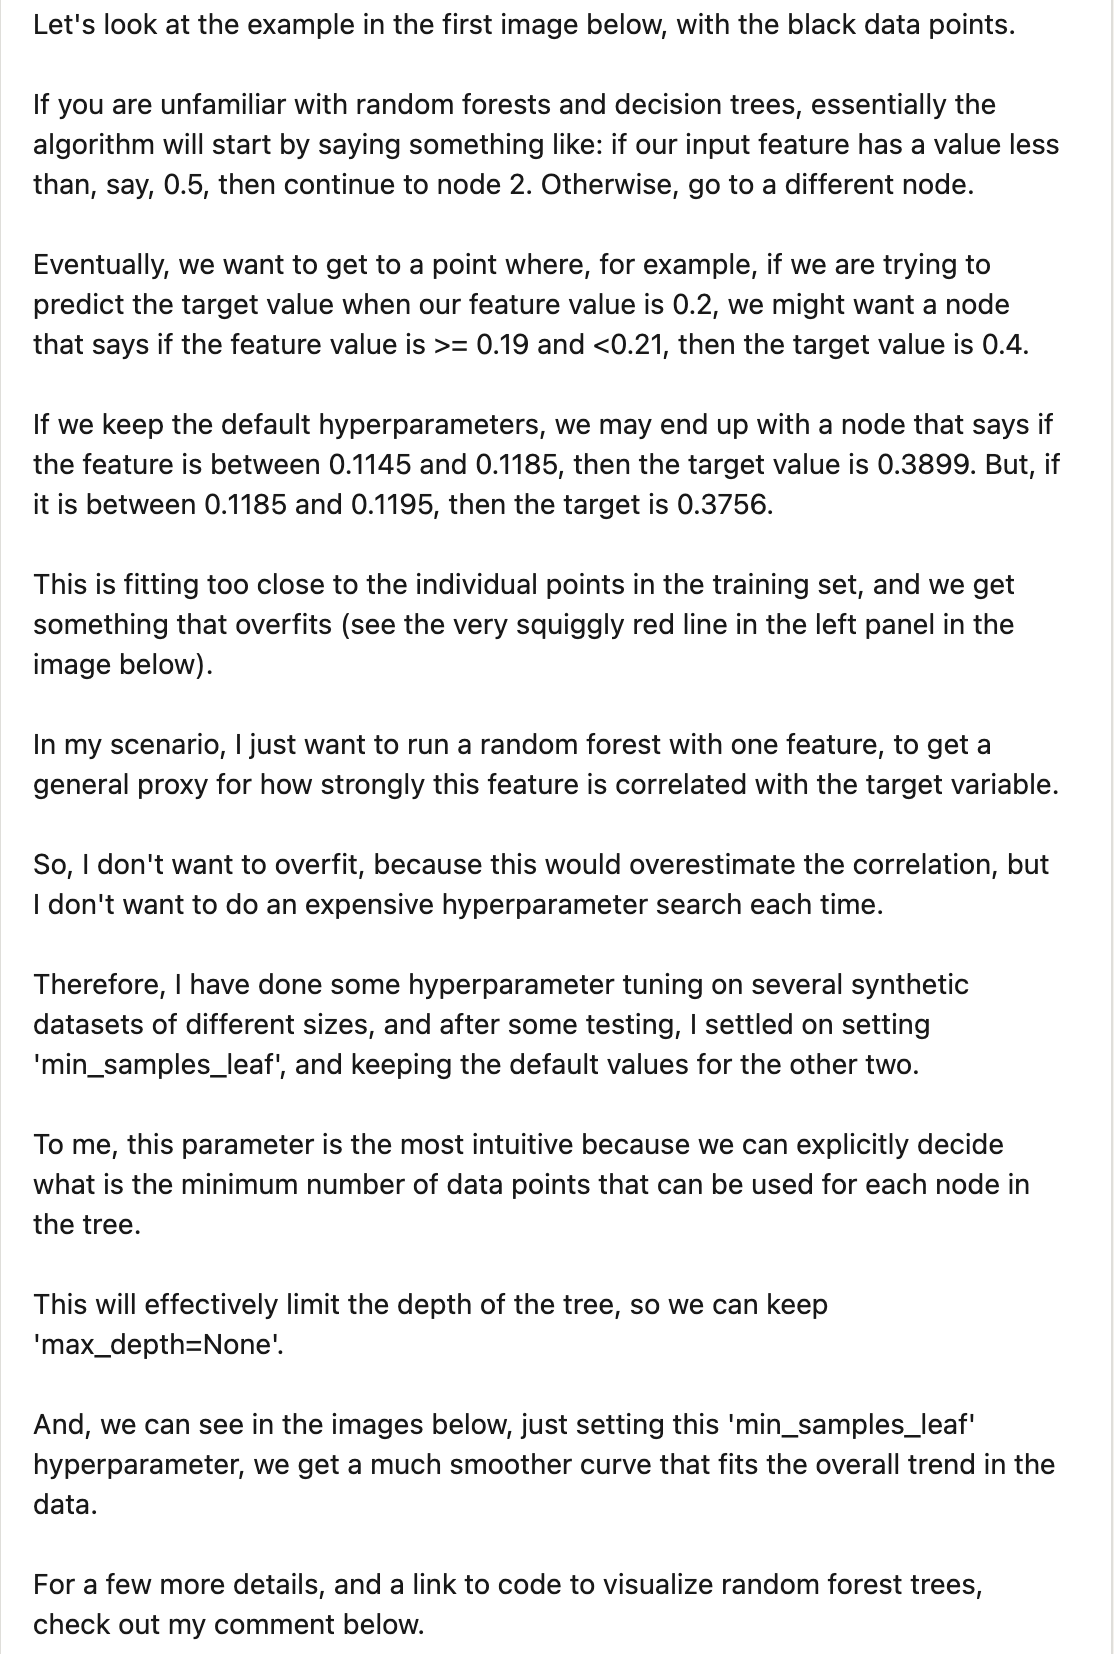 Let's look at the example in the first image below, with the black data points.
If you are unfamiliar with random forests and decision trees, essentially the
algorithm will start by saying something like: if our input feature has a value less
than, say, 0.5, then continue to node 2. Otherwise, go to a different node.
Eventually, we want to get to a point where, for example, if we are trying to
predict the target value when our feature value is 0.2, we might want a node
that says if the feature value is >= 0.19 and <0.21, then the target value is 0.4.
If we keep the default hyperparameters, we may end up with a node that says if
the feature is between 0.1145 and 0.1185, then the target value is 0.3899. But, if
it is between 0.1185 and 0.1195, then the target is 0.3756.
This is fitting too close to the individual points in the training set, and we get
something that overfits (see the very squiggly red line in the left panel in the
image below).
In my scenario, I just want to run a random forest with one feature, to get a
general proxy for how strongly this feature is correlated with the target variable.
So, I don't want to overfit, because this would overestimate the correlation, but
I don't want to do an expensive hyperparameter search each time.
Therefore, I have done some hyperparameter tuning on several synthetic
datasets of different sizes, and after some testing, I settled on setting
'min_samples_leaf', and keeping the default values for the other two.
To me, this parameter is the most intuitive because we can explicitly decide
what is the minimum number of data points that can be used for each node in
the tree.
This will effectively limit the depth of the tree, so we can keep
'max_depth=None'.
And, we can see in the images below, just setting this 'min_samples_leaf'
hyperparameter, we get a much smoother curve that fits the overall trend in the
data.
For a few more details, and a link to code to visualize random forest trees,
check out my comment below.